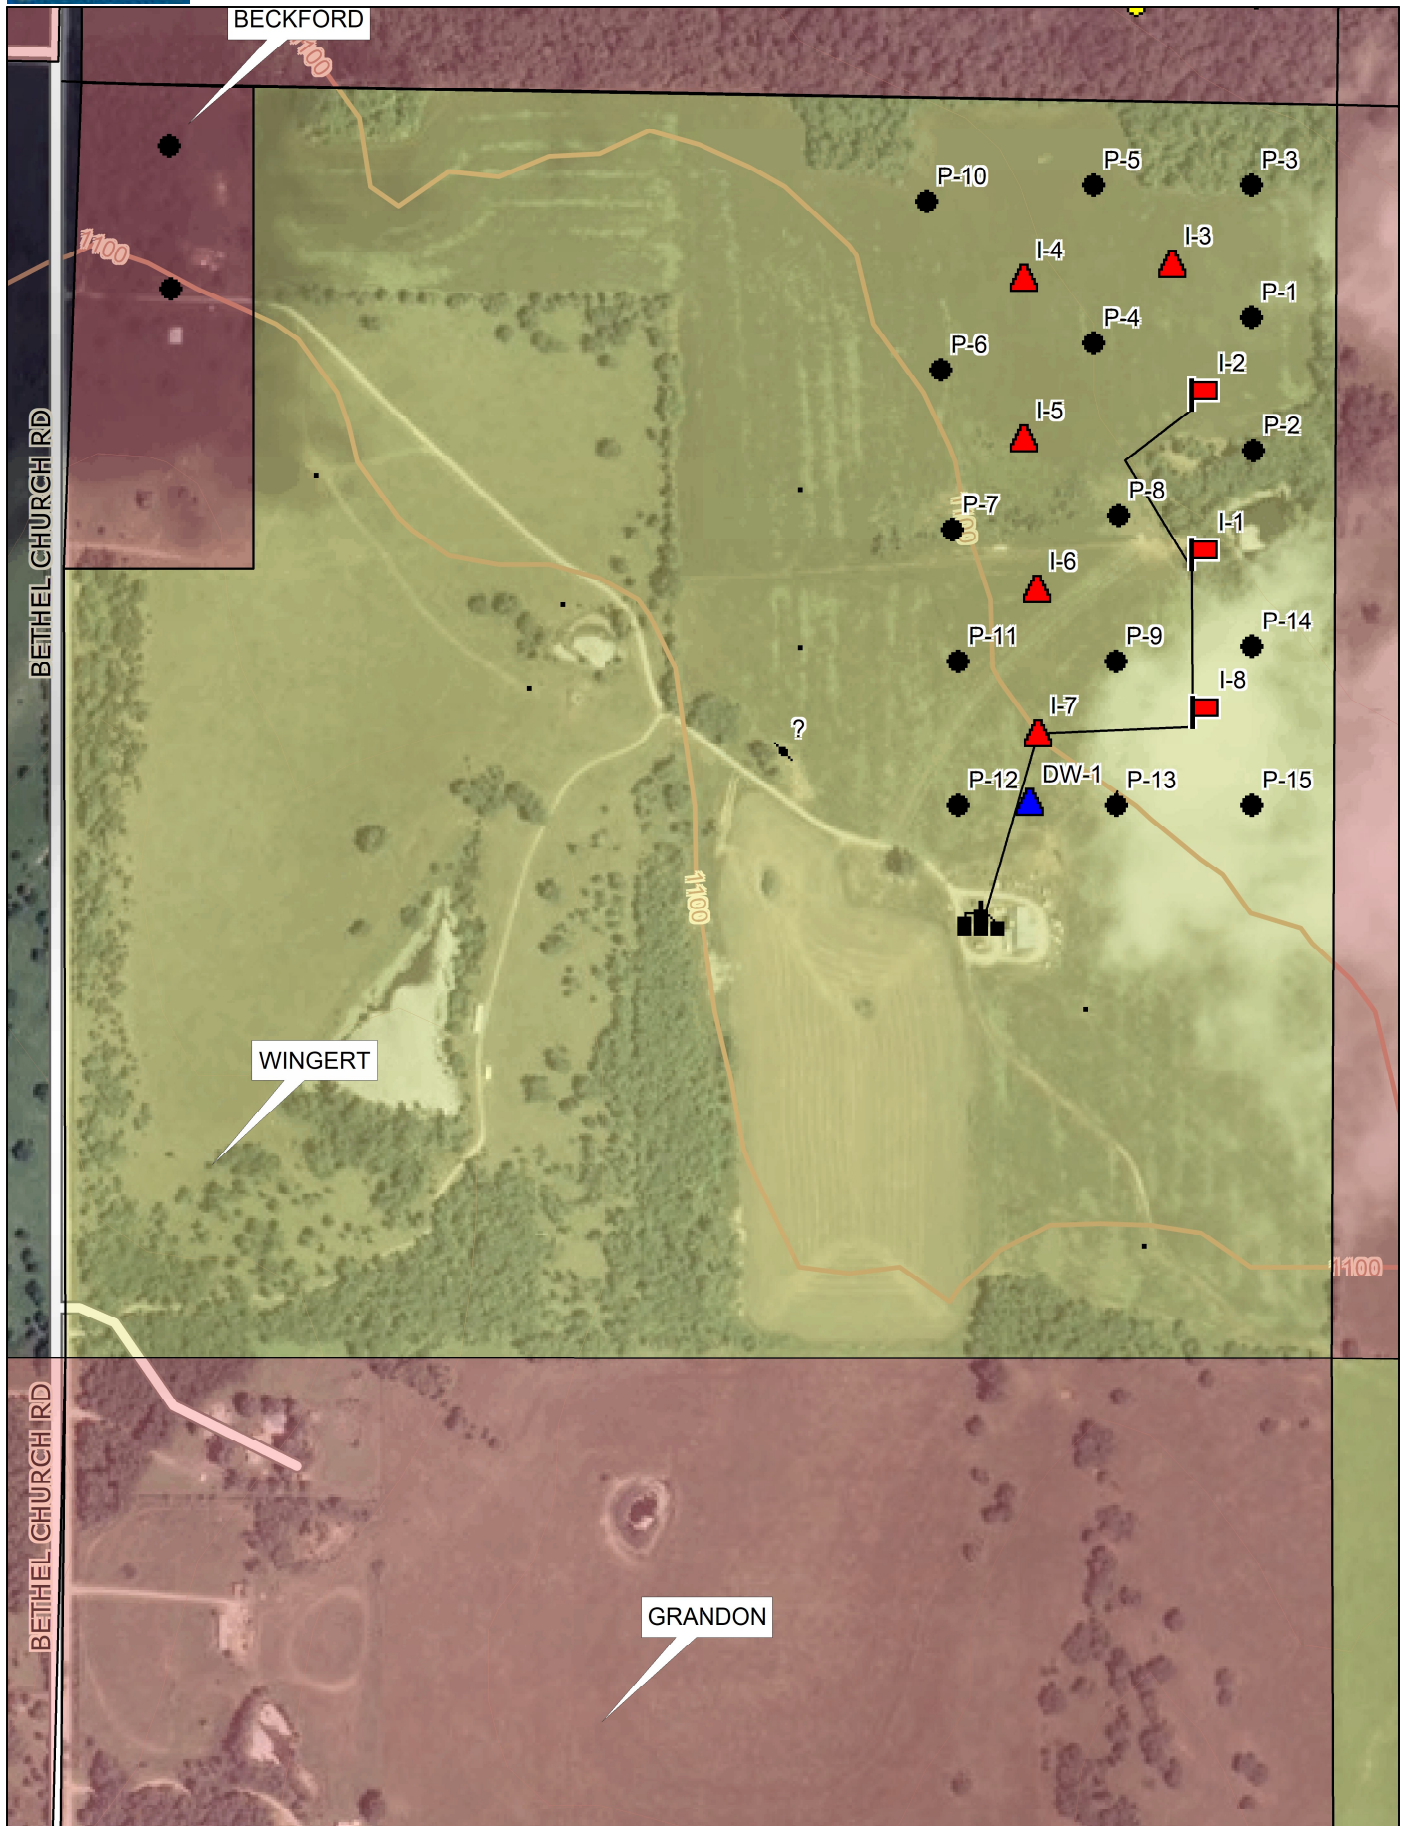 BECKFORD
1100
P-5
P-3
P-10
I-3
1100
I-4
P-1
P-4
P-6
I-2
I-5
P-2
BETHEL CHURCH RD
P-8
P-7
1100
I-1
I-6
P-14
P-11
P-9
I-8
I-7
?
DW-1
P-12
P-13
P-15
1100
WINGERT
1100
BETHEL CHURCH RD
GRANDON